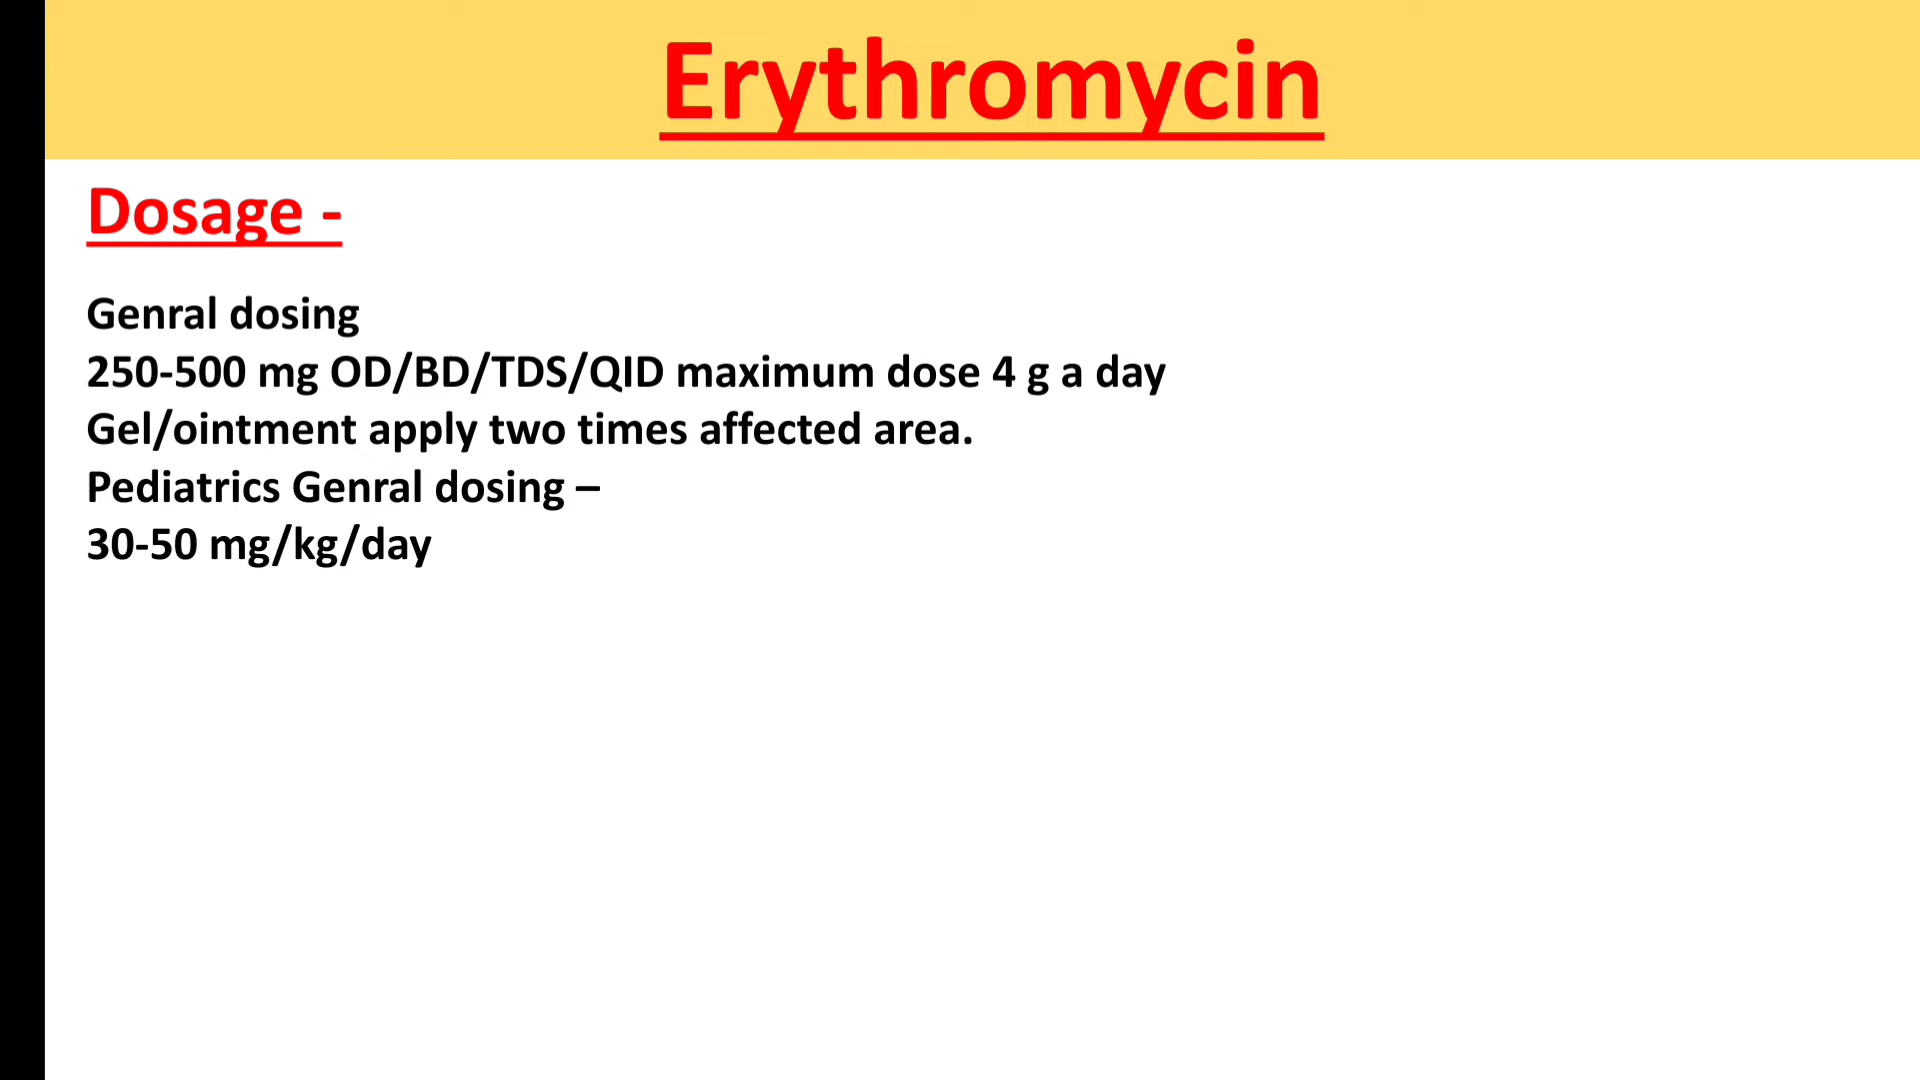 Erythromycin
Dosage -
Genral dosing
250-500 mg OD/BD/TDS/QID maximum dose 4 g a day
Gel/ointment apply two times affected area.
Pediatrics Genral dosing –
30-50 mg/kg/day